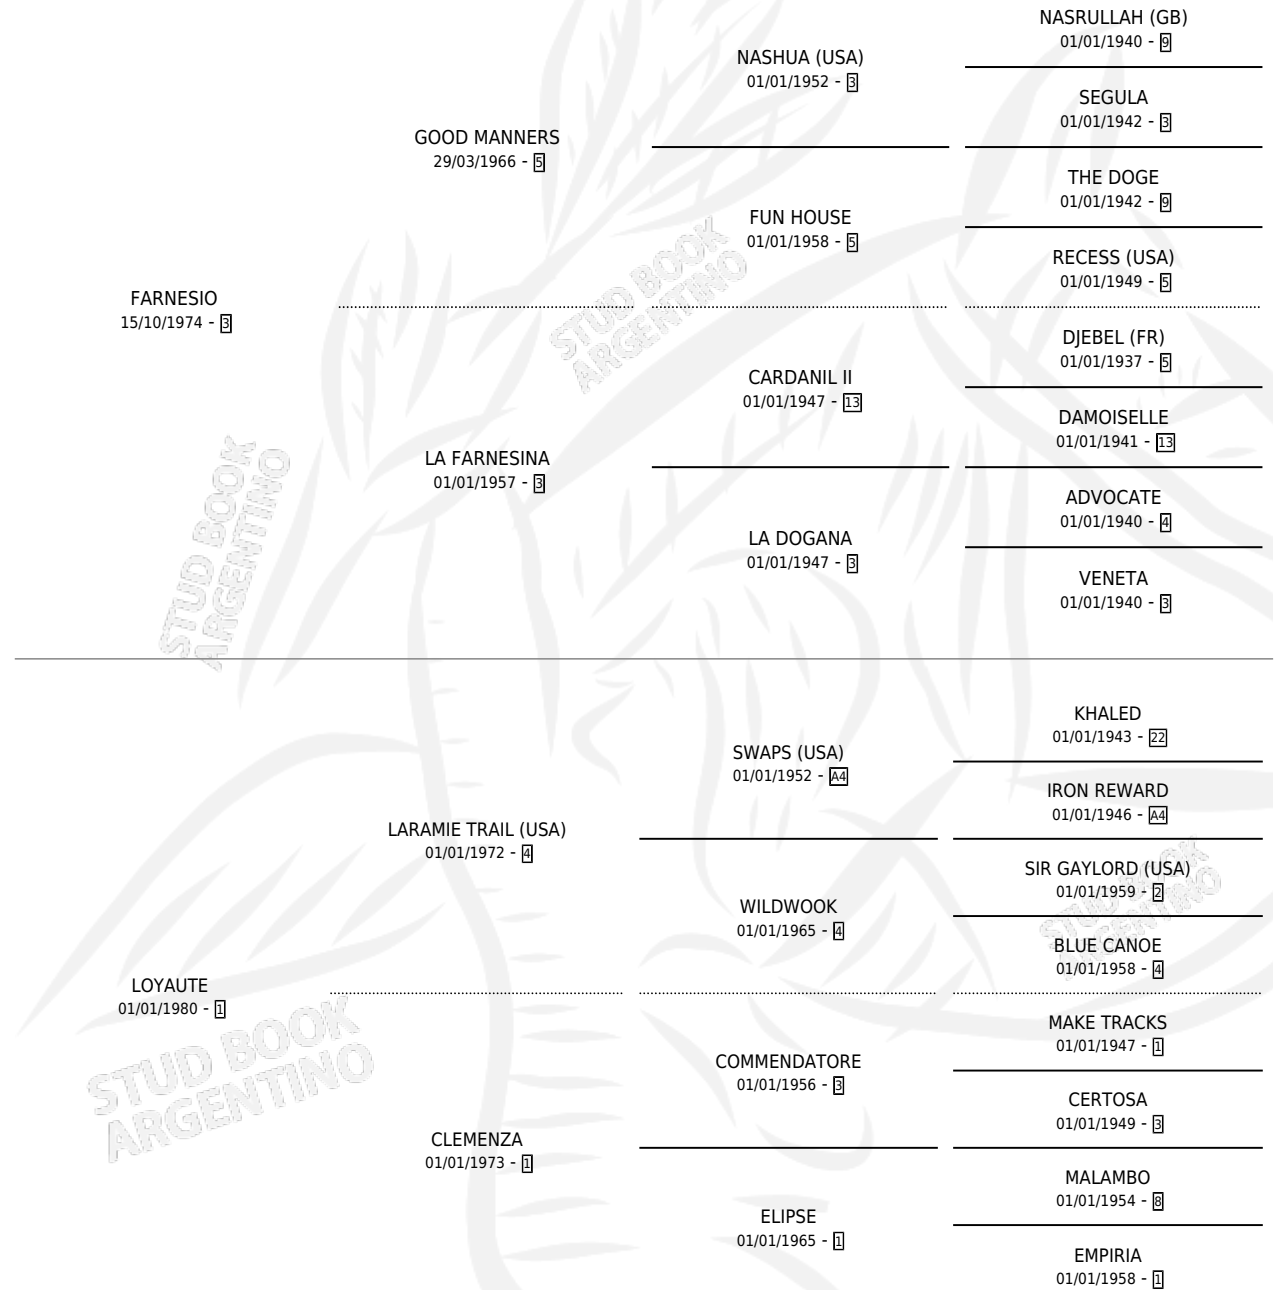 NASRULLAH (GB)
01/01/1940 - 9
NASHUA (USA)
01/01/1952 - 3
SEGULA
01/01/1942 - 3
GOOD MANNERS
29/03/1966 - 5
THE DOGE
01/01/1942 - 9
FUN HOUSE
01/01/1958 - 5
RECESS (USA)
01/01/1949 - 5
FARNESIO
15/10/1974 - 3
DJEBEL (FR)
01/01/1937 - 5
CARDANIL II
01/01/1947 - 13
DAMOISELLE
01/01/1941 - 13
LA FARNESINA
01/01/1957 - 3
ADVOCATE
01/01/1940 - 4
LA DOGANA
01/01/1947 - 3
VENETA
01/01/1940 - 3
KHALED
01/01/1943 - 22
SWAPS (USA)
01/01/1952 - A4
IRON REWARD
01/01/1946 - A4
LARAMIE TRAIL (USA)
01/01/1972 - 4
SIR GAYLORD (USA)
01/01/1959 - 2
WILDWOOK
01/01/1965 - 4
BLUE CANOE
01/01/1958 - 4
LOYAUTE
01/01/1980 - 1
MAKE TRACKS
01/01/1947 - 1
COMMENDATORE
01/01/1956 - 3
CERTOSA
01/01/1949 - 3
CLEMENZA
01/01/1973 - 1
MALAMBO
01/01/1954 - 8
ELIPSE
01/01/1965 - 1
EMPIRIA
01/01/1958 - 1
STUD BOOK
ARGENTINO
STUD BOOK
ARGENTINO
STUD BOOK
ARGENTINO
STUD BOOK
ARGENTINO